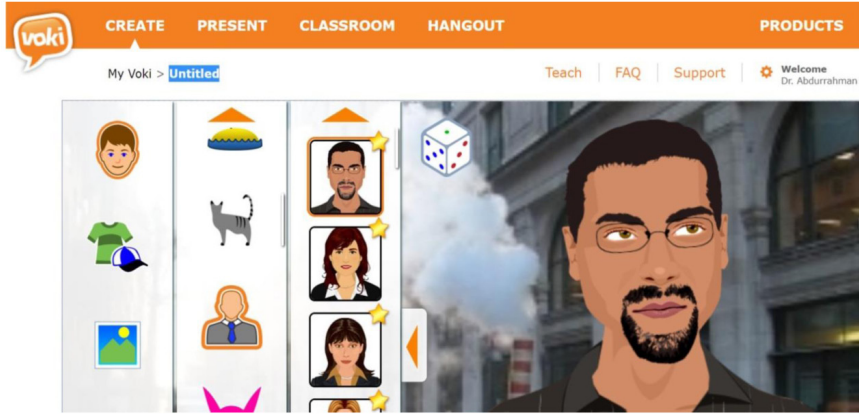 voki
CREATE PRESENT CLASSROOM HANGOUT PRODUCTS
My Voki > Untitled Teach FAQ Support Welcome
Dr. Abdurrahman